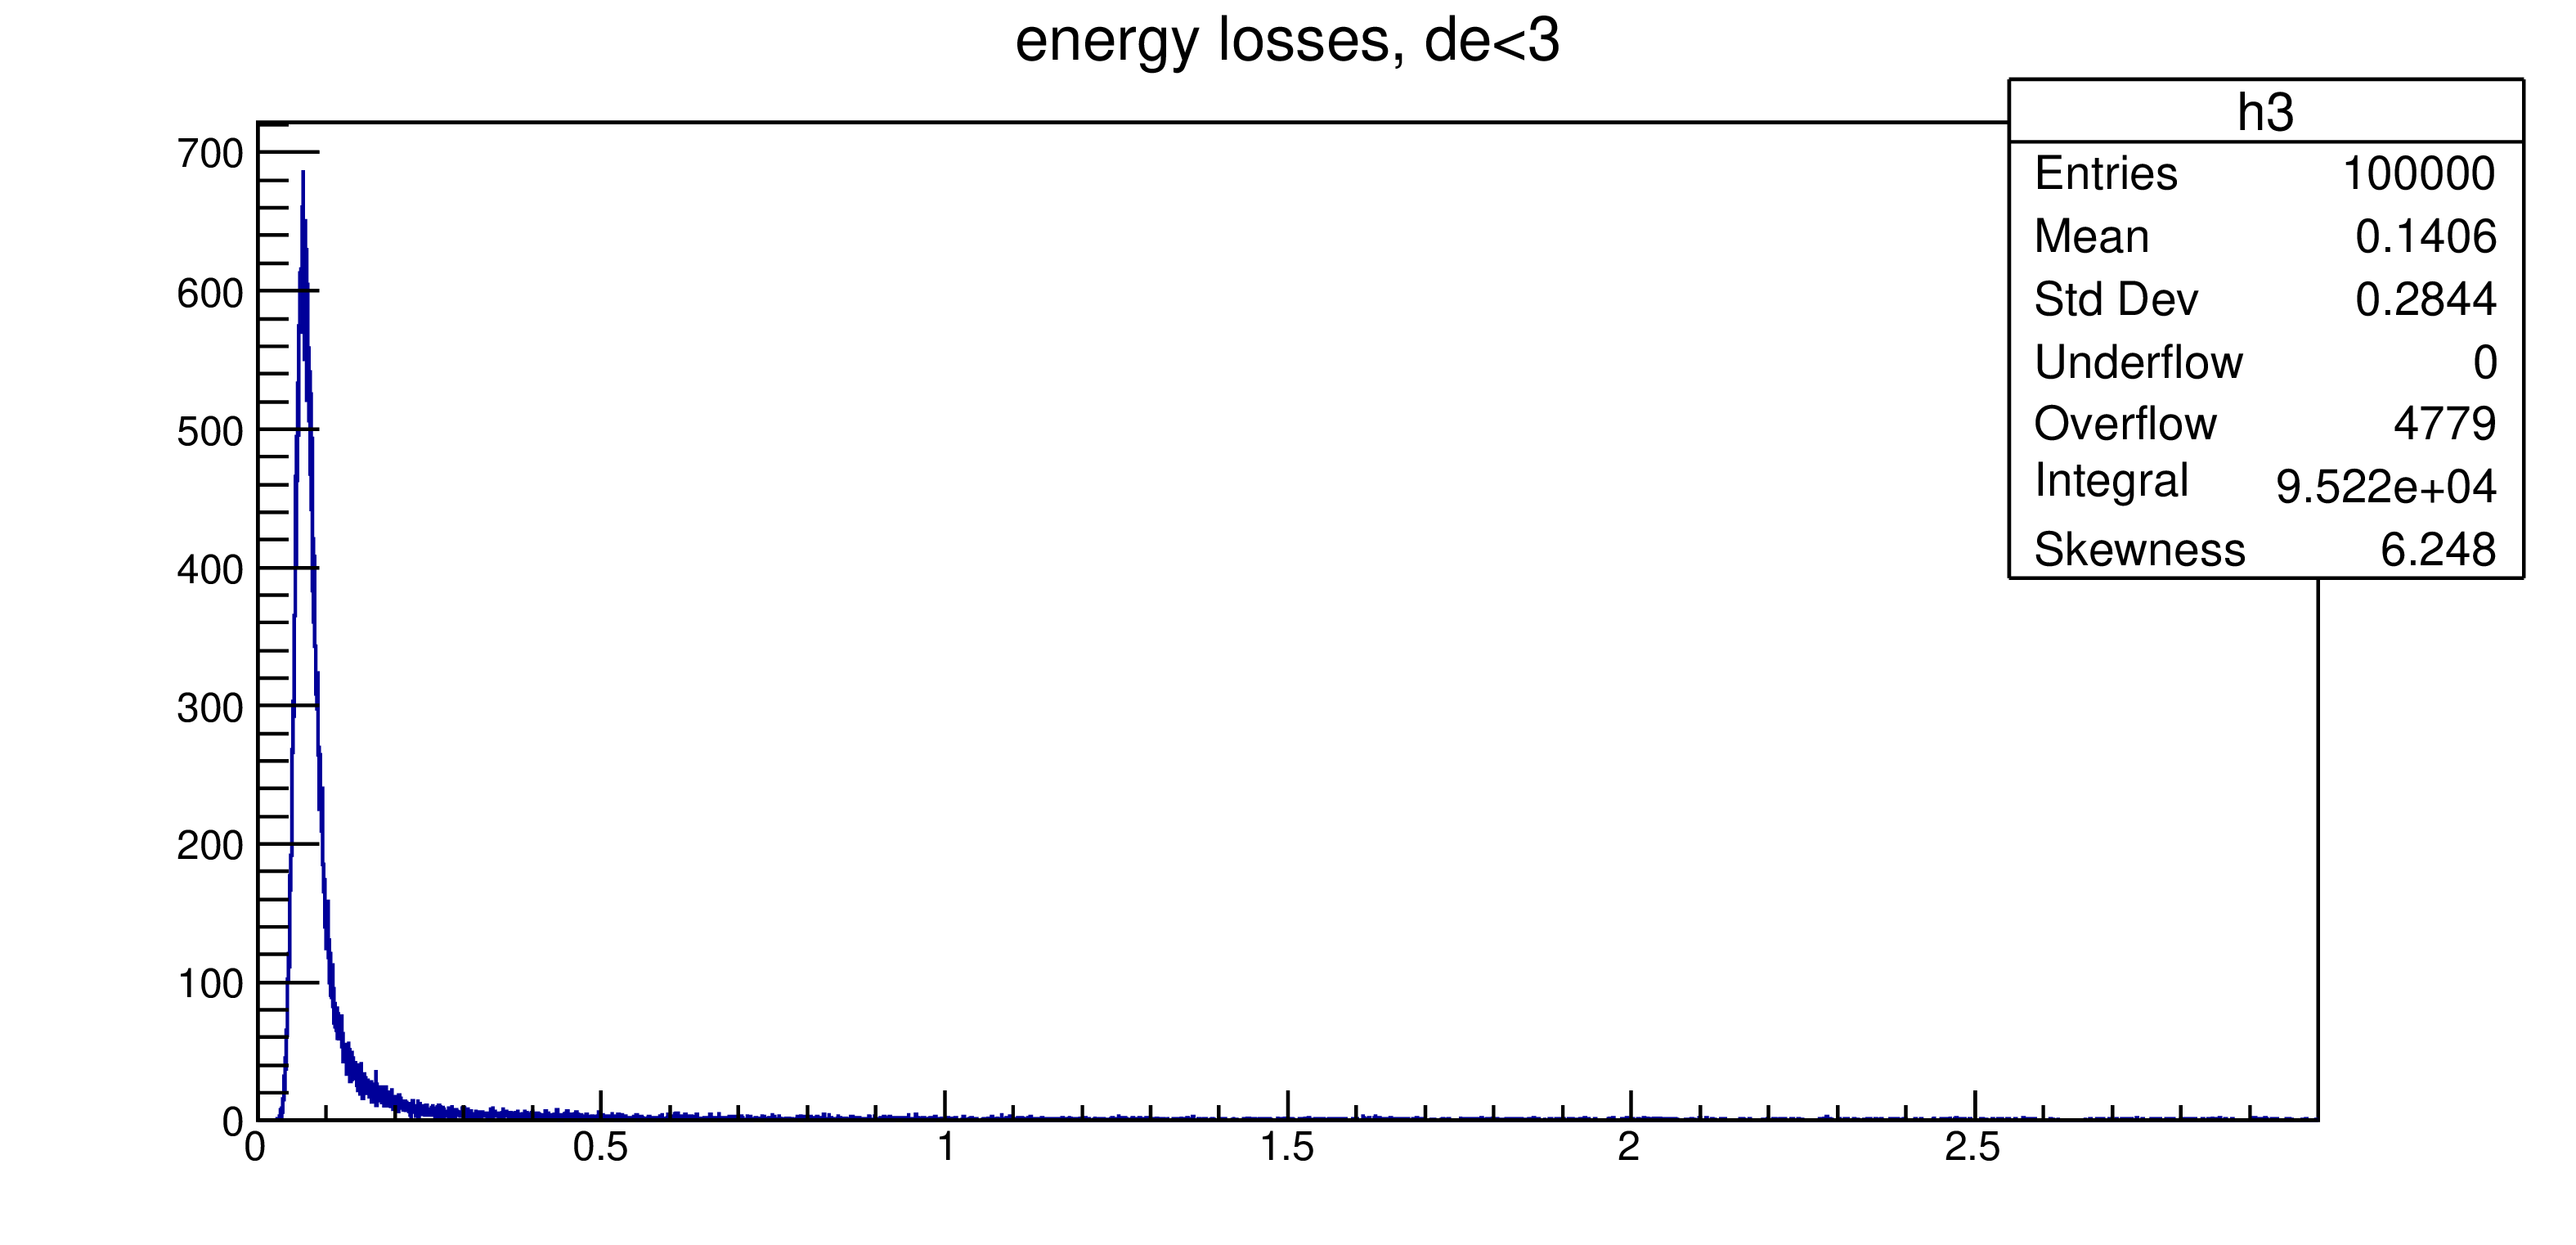 energy losses, de<3
h3
Entries 100000
Mean 0.1406
Std Dev 0.2844
Underflow 0
Overflow 4779
Integral 9.522e+04
Skewness 6.248
700
600
500
400
300
200
100
0
0 0.5 1 1.5 2 2.5